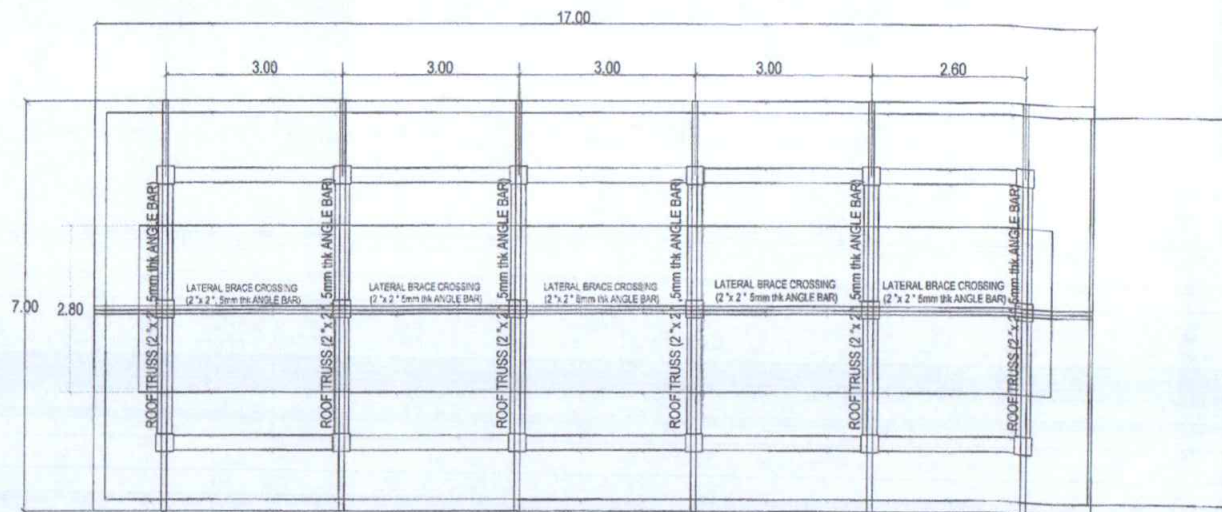 17.00
3.00
3.00
3.00
3.00
2.60
ROOF TRUSS (2 "x 2 " ,5mm thk ANGLE BAR)
ROOF TRUSS (2 "x 2 " ,5mm thk ANGLE BAR)
ROOF TRUSS (2 "x 2 " ,5mm thk ANGLE BAR)
ROOF TRUSS (2 "x 2 " ,5mm thk ANGLE BAR)
ROOF TRUSS (2 "x 2 " ,5mm thk ANGLE BAR)
ROOF TRUSS (2 "x 2 " ,5mm thk ANGLE BAR)
LATERAL BRACE CROSSING
(2 "x 2 ", 5mm thk ANGLE BAR)
LATERAL BRACE CROSSING
(2 "x 2 " 5mm thk ANGLE BAR)
LATERAL BRACE CROSSING
(2 "x 2 " thk ANGLE BAR)
LATERAL BRACE CROSSING
(2 "x 2 " 5mm thk ANGLE BAR)
LATERAL BRACE CROSSING
(2 "x 2 " 5mm thk ANGLE BAR)
7.00
2.80